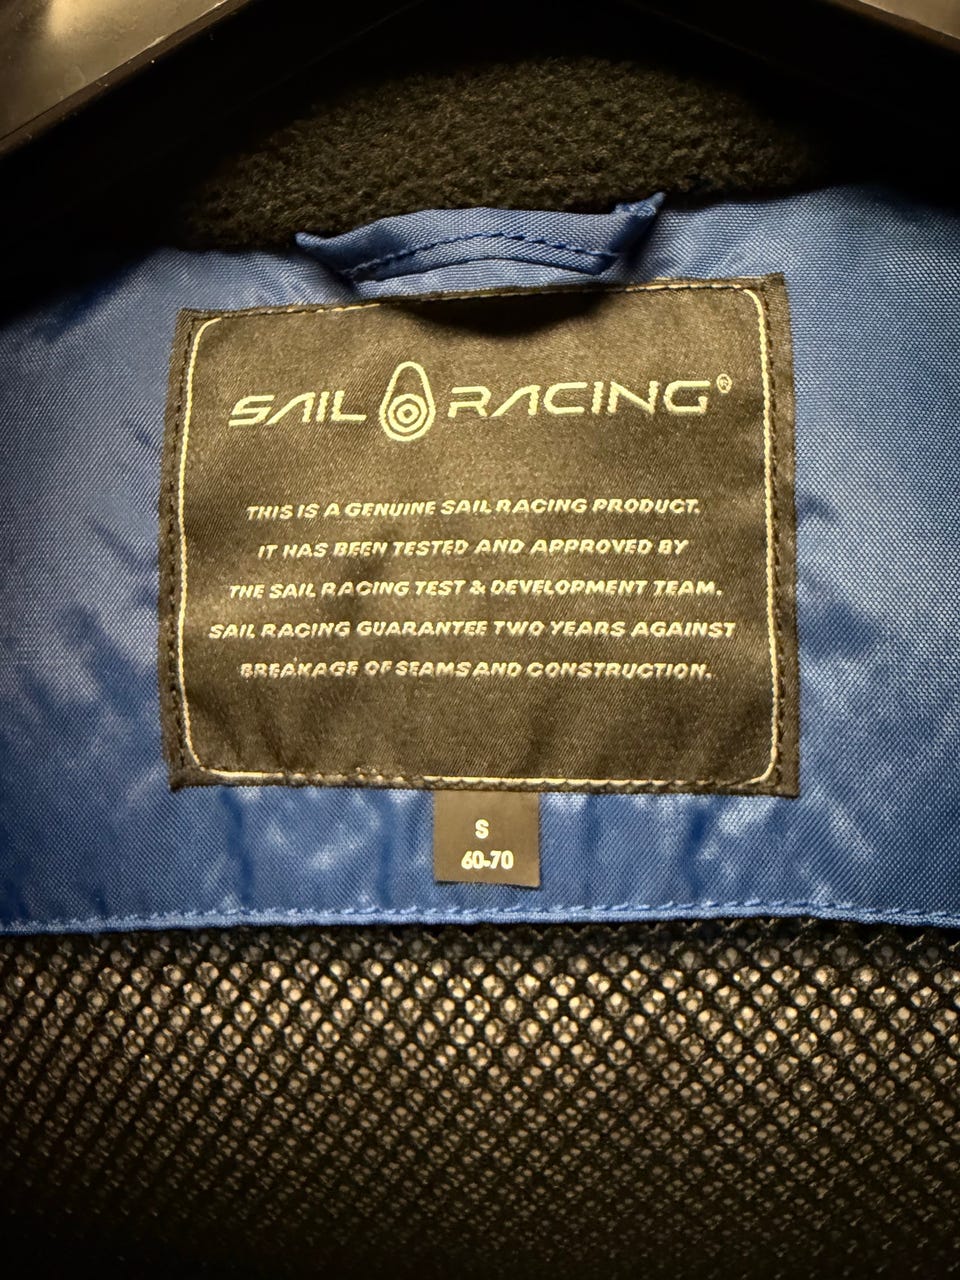 SAIL RACING®
THIS IS A GENUINE SAIL RACING PRODUCT.
IT HAS BEEN TESTED AND APPROVED BY
THE SAIL RACING TEST & DEVELOPMENT TEAM.
SAIL RACING GUARANTEE TWO YEARS AGAINST
BREAKAGE OF SEAMS AND CONSTRUCTION.
S
60-70